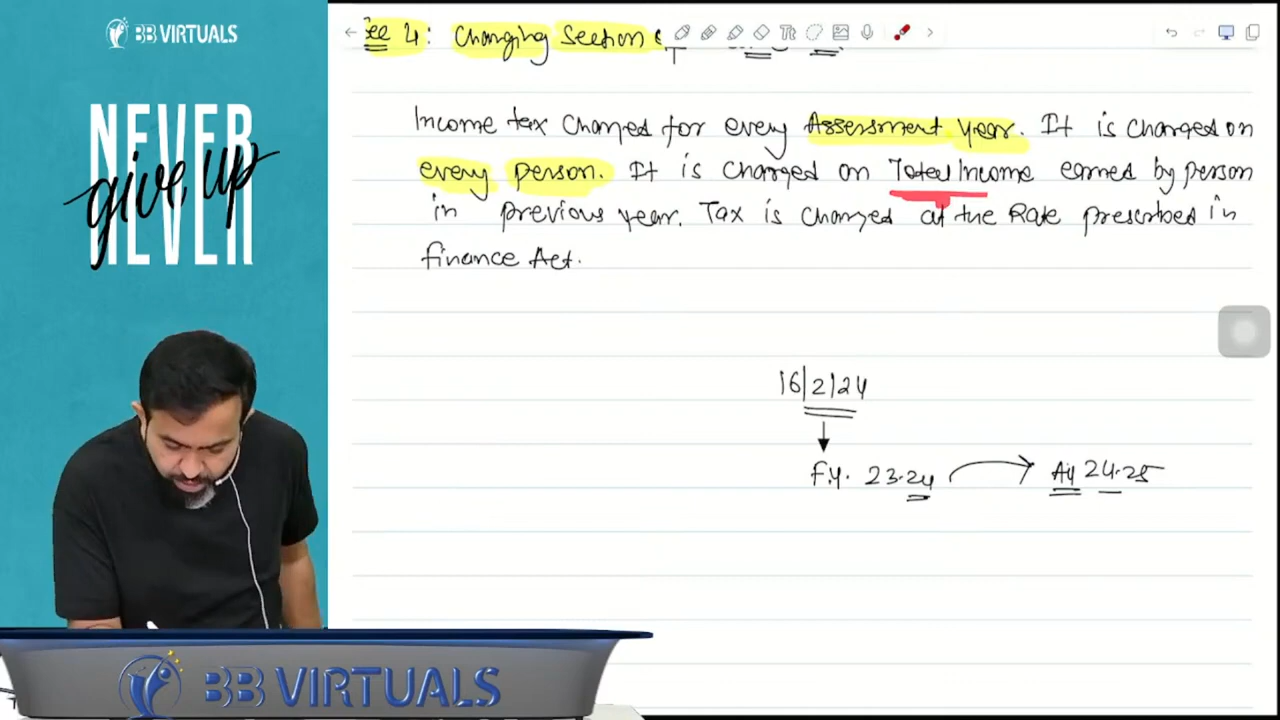 BB VIRTUALS
NEVER
give up
NEVER
See 4: Charging Section
Income tax Charged for every Assessment year. It is charged on
every person. It is charged on Total Income earned by person
in previous year. Tax is charged at the Rate prescribed in
finance Act.
16/2/24
F.Y. 23.24
AY 24.25
BB VIRTUALS